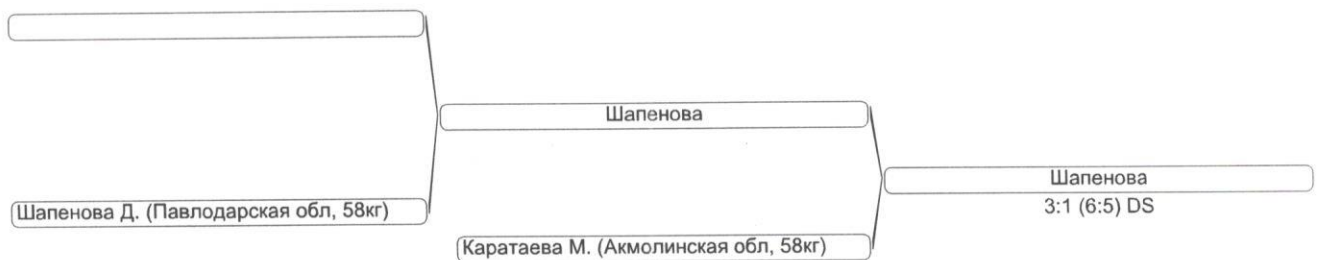 Шапенова
Шапенова
3:1 (6:5) DS
Шапенова Д. (Павлодарская обл, 58кг)
Каратаева М. (Акмолинская обл, 58кг)